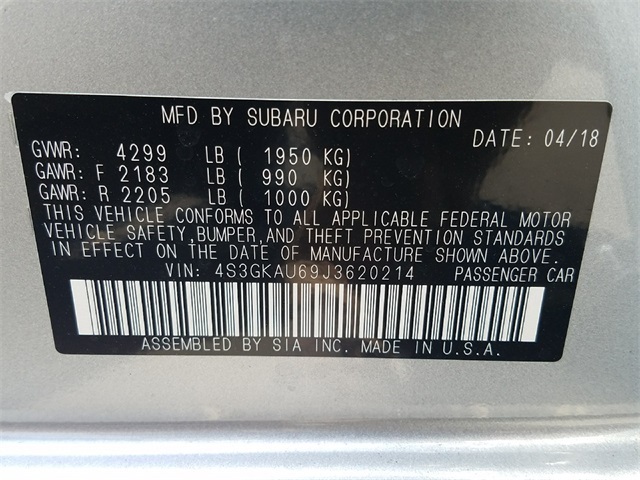 MFD BY SUBARU CORPORATION
DATE: 04/18
GVWR: 4299 LB ( 1950 KG)
GAWR: F 2183 LB ( 990 KG)
GAWR: R 2205 LB ( 1000 KG)
THIS VEHICLE CONFORMS TO ALL APPLICABLE FEDERAL MOTOR
VEHICLE SAFETY,BUMPER,AND THEFT PREVENTION STANDARDS
IN EFFECT ON THE DATE OF MANUFACTURE SHOWN ABOVE.
VIN: 4S3GKAU69J3620214 PASSENGER CAR
ASSEMBLED BY SIA INC. MADE IN U.S.A.